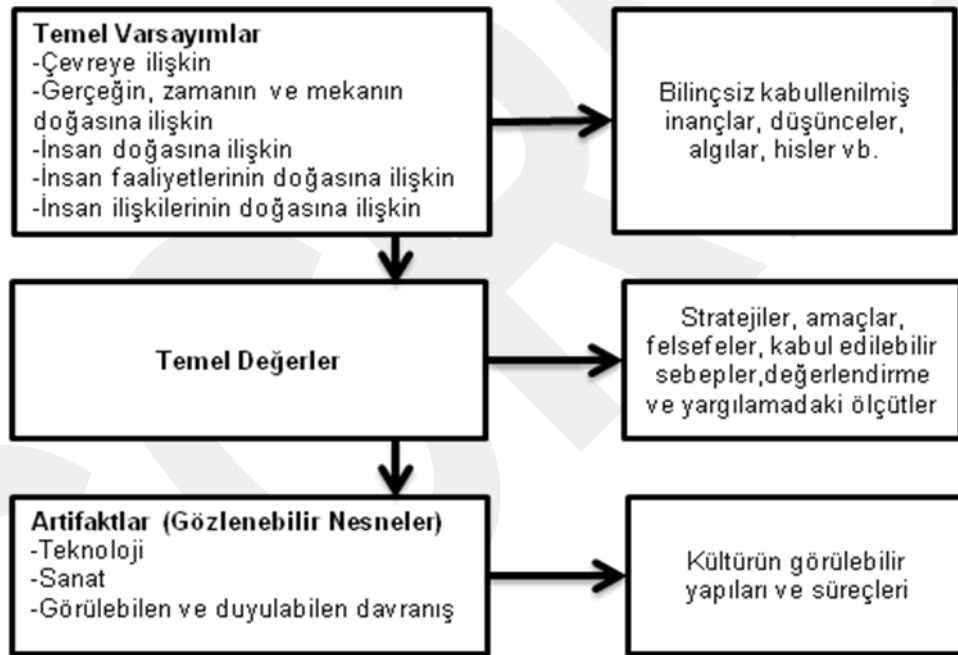 Temel Varsayımlar
-Çevreye ilişkin
-Gerçeğin, zamanın ve mekanın
doğasına ilişkin
-İnsan doğasına ilişkin
-İnsan faaliyetlerinin doğasına ilişkin
-İnsan ilişkilerinin doğasına ilişkin
Bilinçsiz kabullenilmiş
inançlar, düşünceler,
algılar, hisler vb.
Temel Değerler
Stratejiler, amaçlar,
felsefeler, kabul edilebilir
sebepler,değerlendirme
ve yargılamadaki ölçütler
Artifaktlar (Gözlenebilir Nesneler)
-Teknoloji
-Sanat
-Görülebilen ve duyulabilen davranış
Kültürün görülebilir
yapıları ve süreçleri